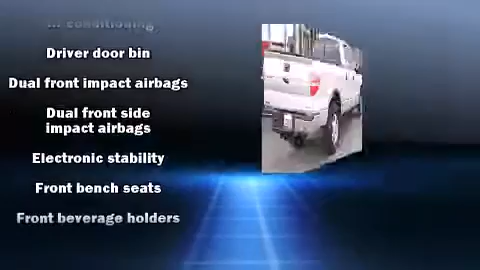 conditioning
Driver door bin
Dual front impact airbags
Dual front side
impact airbags
Electronic stability
Front bench seats
Front beverage holders